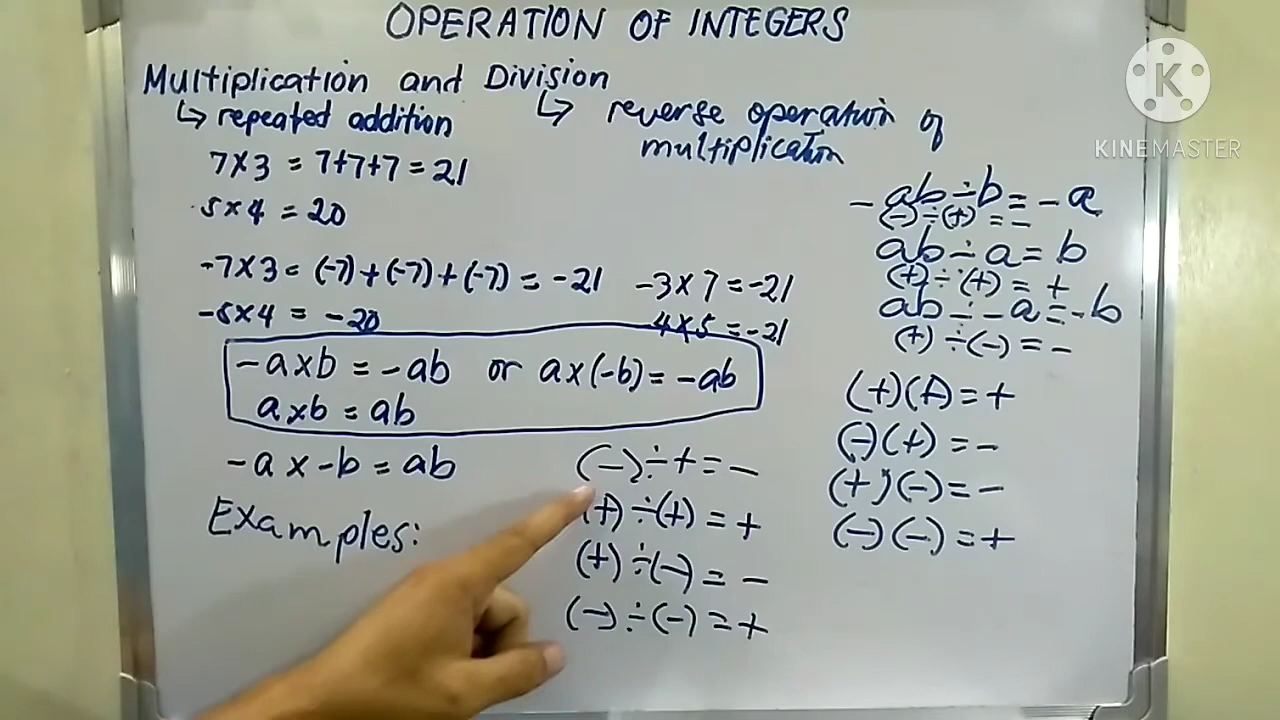 OPERATION OF INTEGERS
Multiplication and Division
↳ repeated addition
↳ reverse operation of
multiplication
7×3 = 7+7+7 = 21
5×4 = 20
-7×3 = (-7)+(-7)+(-7) = -21
-3×7 = -21
-5×4 = -20
-4×5 = -21
-a×b = -ab or a×(-b) = -ab
a×b = ab
-a × -b = ab
Examples:
(-)÷+ = -
(+)÷(+) = +
(+)÷(-) = -
(-)÷(-) = +
-ab÷b = -a
(-)÷(+) = -
ab÷a = b
(+)÷(+) = +
ab÷-a = -b
(+)÷(-) = -
(+)(+) = +
(-)(+) = -
(+)(-) = -
(-)(-) = +
K
KINEMASTER